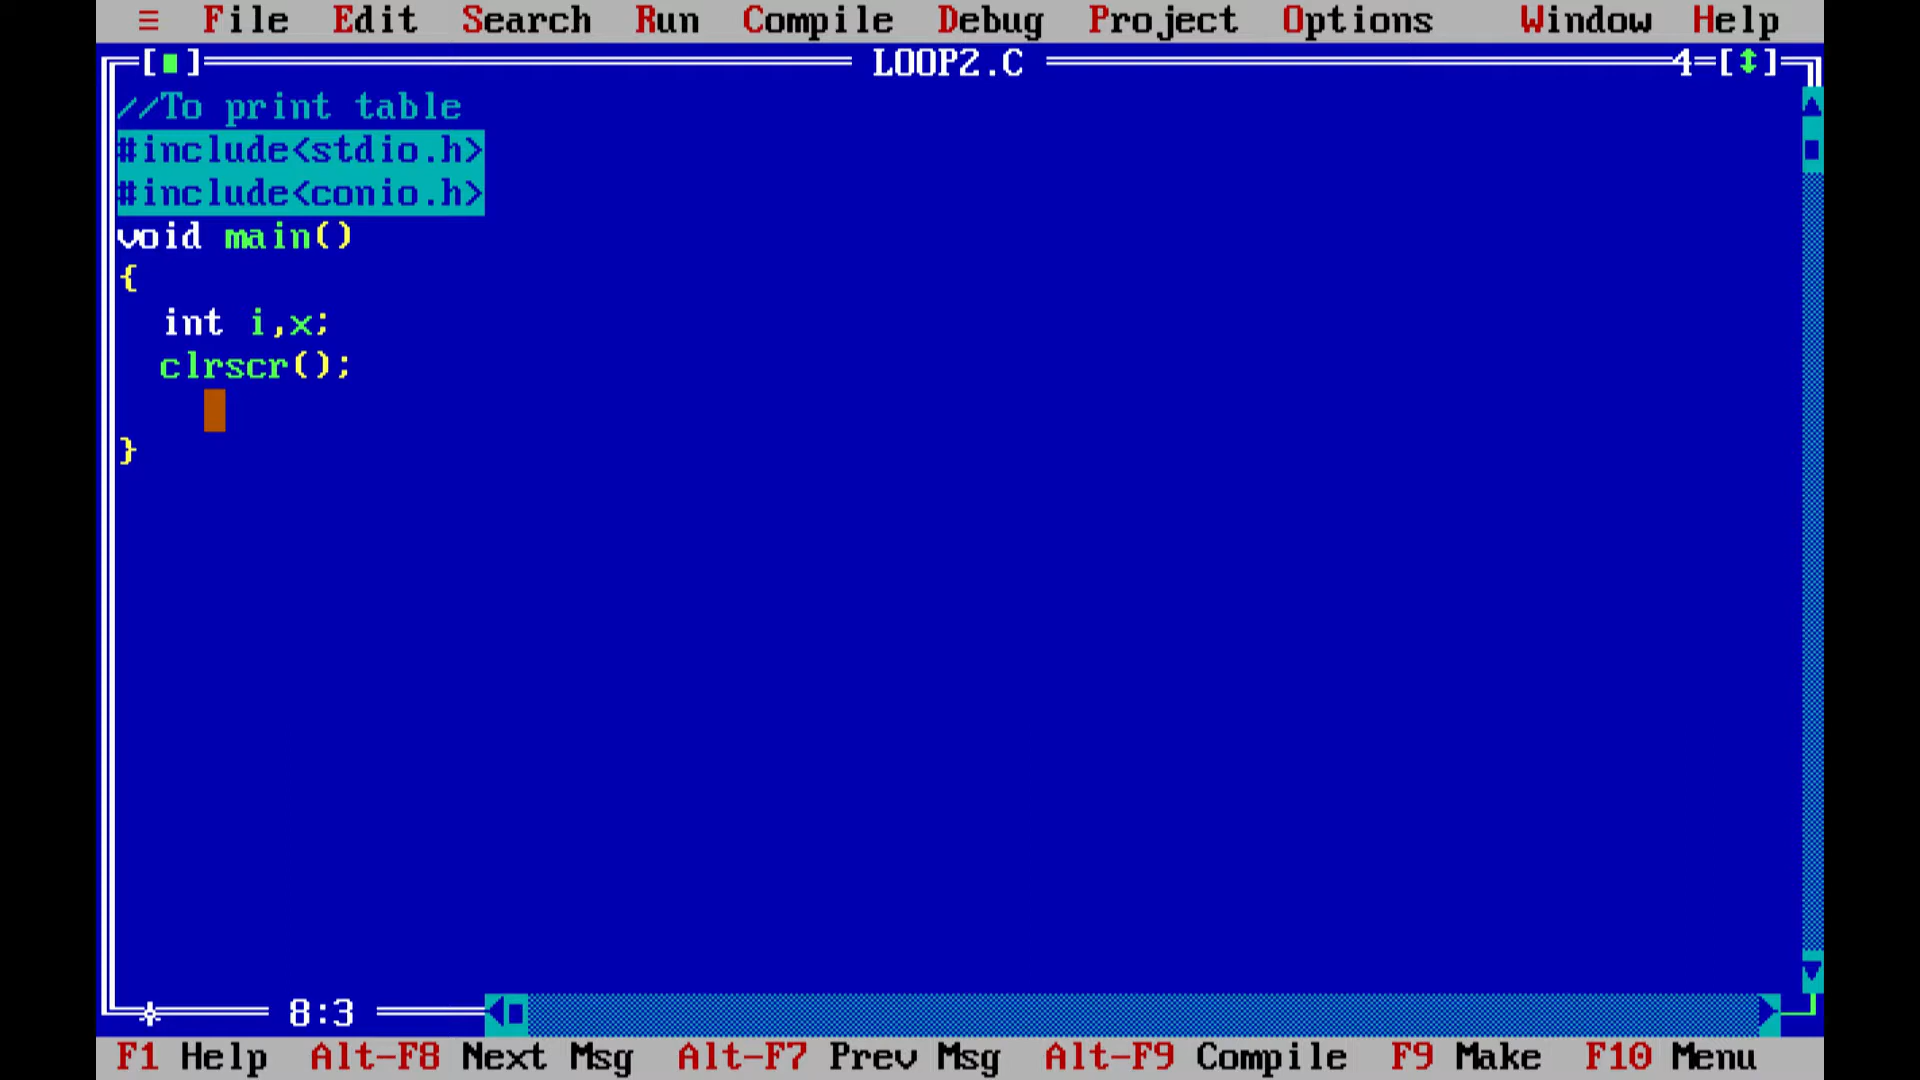 ≡ File Edit Search Run Compile Debug Project Options Window Help
[■] LOOP2.C 4=[↕]
//To print table
#include<stdio.h>
#include<conio.h>
void main()
{
int i,x;
clrscr();
}
8:3
F1 Help Alt-F8 Next Msg Alt-F7 Prev Msg Alt-F9 Compile F9 Make F10 Menu